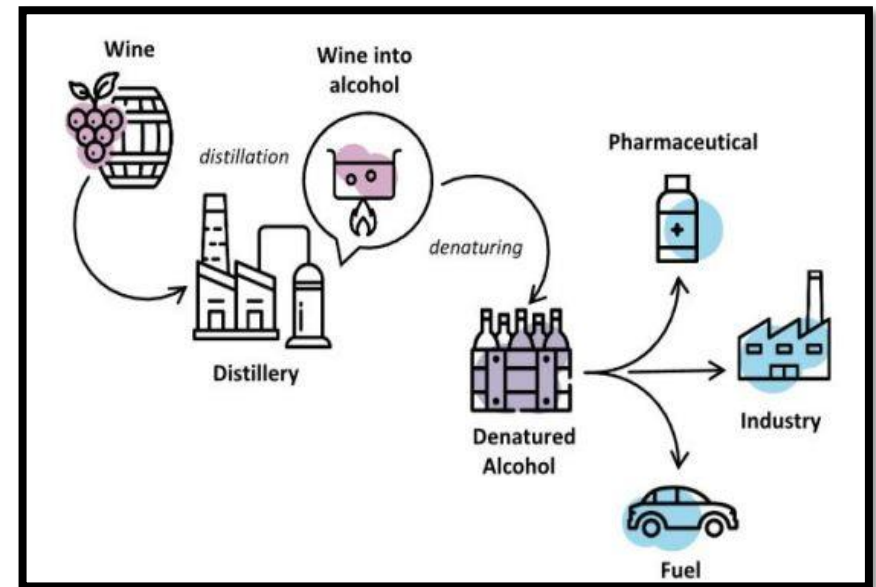 Wine
Wine into
alcohol
distillation
Distillery
denaturing
Denatured
Alcohol
Pharmaceutical
Industry
Fuel